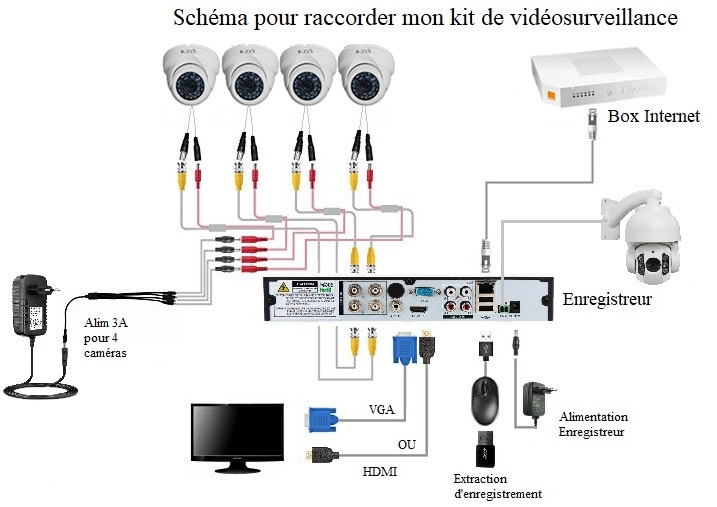 Schéma pour raccorder mon kit de vidéosurveillance
Box Internet
Enregistreur
Alim 3A
pour 4
caméras
VGA
OU
HDMI
Alimentation
Enregistreur
Extraction
d'enregistrement